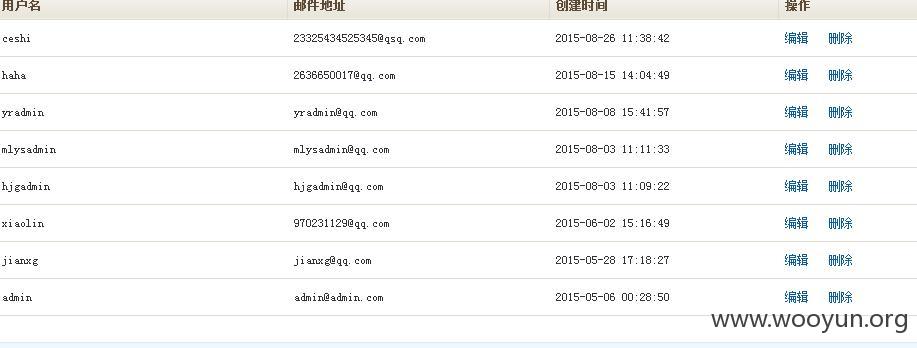 用户名 邮件地址 创建时间 操作
ceshi 23325434525345@qsq.com 2015-08-26 11:38:42 编辑 删除
haha 2636650017@qq.com 2015-08-15 14:04:49 编辑 删除
yradmin yradmin@qq.com 2015-08-08 15:41:57 编辑 删除
mlysadmin mlysadmin@qq.com 2015-08-03 11:11:33 编辑 删除
hjgadmin hjgadmin@qq.com 2015-08-03 11:09:22 编辑 删除
xiaolin 970231129@qq.com 2015-06-02 15:16:49 编辑 删除
jianxg jianxg@qq.com 2015-05-28 17:18:27 编辑 删除
admin admin@admin.com 2015-05-06 00:28:50 编辑 删除
www.wooyun.org